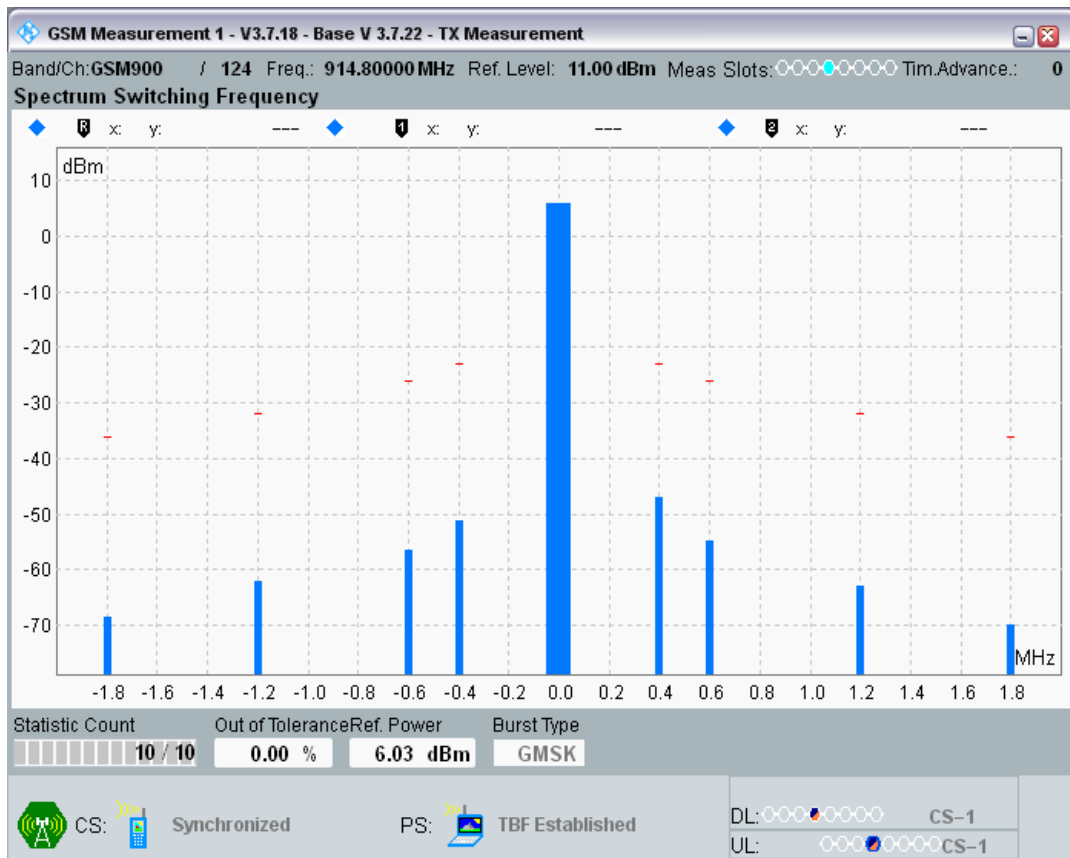 GSM Measurement 1 - V3.7.18 - Base V 3.7.22 - TX Measurement
Band/Ch:GSM900 / 124 Freq.: 914.80000 MHz Ref. Level: 11.00 dBm Meas Slots: Tim.Advance.: 0
Spectrum Switching Frequency
R x: y: --- 1 x: y: --- 2 x: y: ---
dBm
10
0
-10
-20
-30
-40
-50
-60
-70
MHz
-1.8 -1.6 -1.4 -1.2 -1.0 -0.8 -0.6 -0.4 -0.2 0.0 0.2 0.4 0.6 0.8 1.0 1.2 1.4 1.6 1.8
Statistic Count Out of Tolerance Ref. Power Burst Type
10 / 10 0.00 % 6.03 dBm GMSK
CS: Synchronized PS: TBF Established
DL: CS-1
UL: CS-1